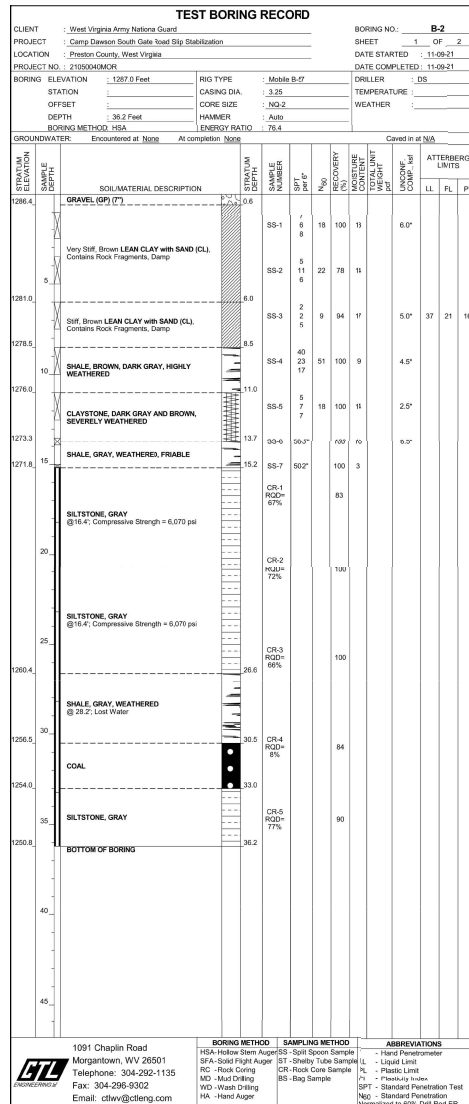 TEST BORING RECORD
CLIENT : West Virginia Army Nationa Guard BORING NO.: B-2
PROJECT : Camp Dawson South Gate Road Slip Stabilization SHEET 1 OF 2
LOCATION : Preston County, West Virginia DATE STARTED : 11-09-21
PROJECT NO. : 21050040MOR DATE COMPLETED : 11-09-21
BORING ELEVATION : 1287.0 Feet RIG TYPE : Mobile B-57 DRILLER : DS
STATION : CASING DIA. : 3.25 TEMPERATURE :
OFFSET : CORE SIZE : NQ-2 WEATHER :
DEPTH : 36.2 Feet HAMMER : Auto
BORING METHOD: HSA ENERGY RATIO : 76.4
GROUNDWATER: Encountered at None At completion None Caved in at N/A
STRATUM ELEVATION SAMPLE DEPTH SOIL/MATERIAL DESCRIPTION STRATUM DEPTH SAMPLE NUMBER SPT per 6" N60 RECOVERY (%) MOISTURE CONTENT TOTAL UNIT WEIGHT pcf UNCONF. COMP. ksf ATTERBERG LIMITS
LL PL
1286.4 GRAVEL (GP) (7") 0.6
SS-1 6 8 18 100 6.0*
Very Stiff, Brown LEAN CLAY with SAND (CL),
Contains Rock Fragments, Damp
SS-2 5 11 6 22 78
5
1281.0 6.0
Stiff, Brown LEAN CLAY with SAND (CL),
Contains Rock Fragments, Damp
SS-3 2 2 5 9 94 5.0* 37 21
1278.5 8.5
10 SHALE, BROWN, DARK GRAY, HIGHLY
WEATHERED
SS-4 40 23 17 51 100 9 4.5*
1276.0 11.0
CLAYSTONE, DARK GRAY AND BROWN,
SEVERELY WEATHERED
SS-5 5 7 7 18 100 2.5*
1273.3 13.7
15 SHALE, GRAY, WEATHERED, FRIABLE
1271.8 15.2 SS-7 50/2" 100 3
CR-1
RQD=
67% 83
SILTSTONE, GRAY
@16.4'; Compressive Strength = 6,070 psi
20
CR-2
RQD=
72% 100
SILTSTONE, GRAY
@16.4'; Compressive Strength = 6,070 psi
25
CR-3
RQD=
66% 100
1260.4 26.6
SHALE, GRAY, WEATHERED
@ 28.2'; Lost Water
30
1256.5 30.5
CR-4
RQD=
8% 84
COAL
1254.0 33.0
35 SILTSTONE, GRAY
CR-5
RQD=
77% 90
1250.8 36.2
BOTTOM OF BORING
40
45
CTL
ENGINEERING
1091 Chaplin Road
Morgantown, WV 26501
Telephone: 304-292-1135
Fax: 304-296-9302
Email: ctlwv@ctleng.com
BORING METHOD
HSA-Hollow Stem Auger
SFA-Solid Flight Auger
RC - Rock Coring
MD - Mud Drilling
WD - Wash Drilling
HA - Hand Auger
SAMPLING METHOD
SS -Split Spoon Sample
ST -Shelby Tube Sample
CR -Rock Core Sample
BS -Bag Sample
ABBREVIATIONS
- Hand Penetrometer
LL - Liquid Limit
PL - Plastic Limit
PI - Plasticity Index
SPT - Standard Penetration Test
N60 - Standard Penetration
Normalized to 60% Drill Rod ER